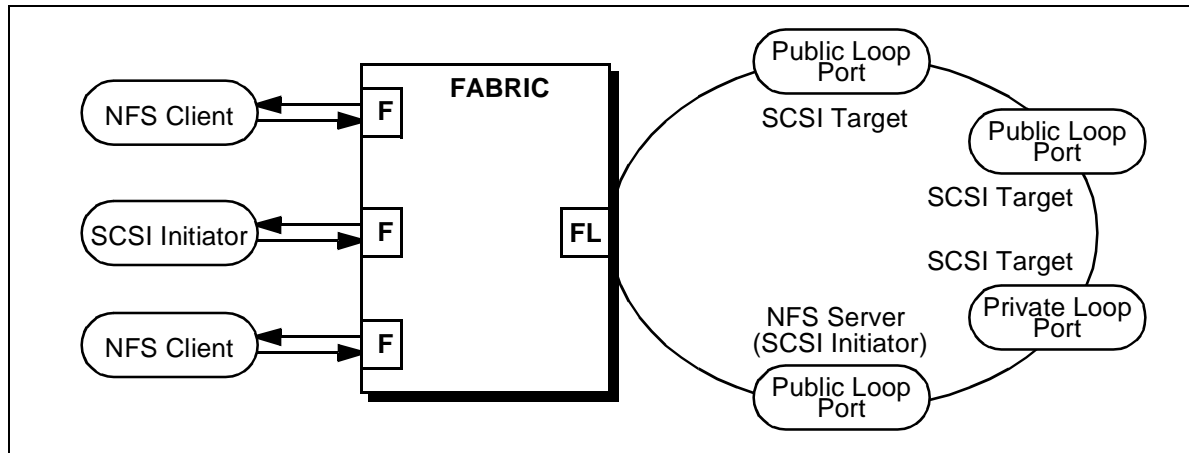 FABRIC
NFS Client
F
SCSI Initiator
F
NFS Client
F
FL
Public Loop
Port
SCSI Target
Public Loop
Port
SCSI Target
SCSI Target
Private Loop
Port
NFS Server
(SCSI Initiator)
Public Loop
Port